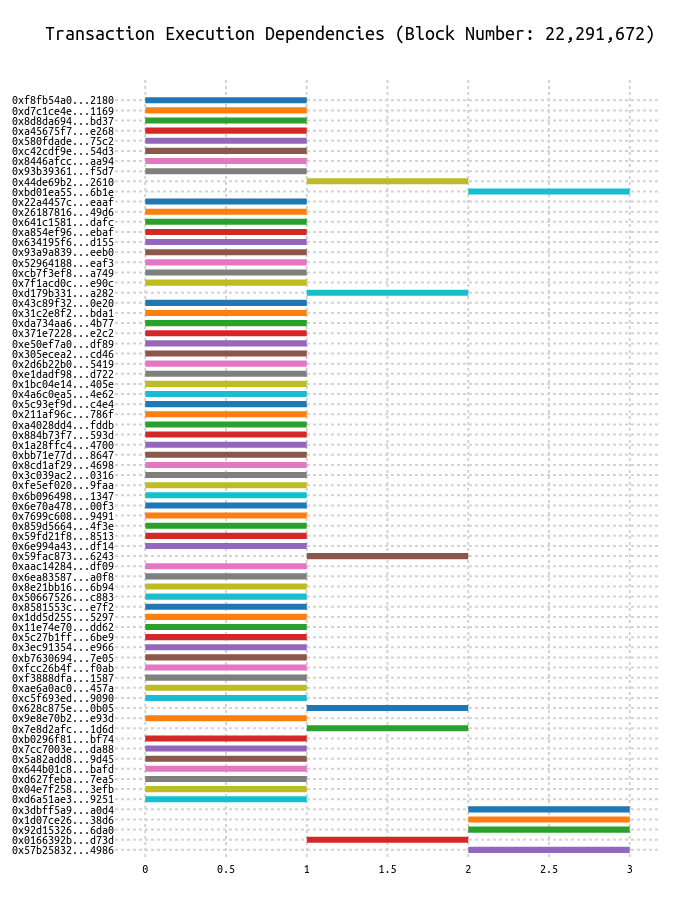 Transaction Execution Dependencies (Block Number: 22,291,672)
0xf8fb54a0...2180
0xd7c1ce4e...1169
0x8d8da694...bd37
0xa45675f7...e268
0x580fdade...75c2
0xc42cdf9e...54d3
0x8446afcc...aa94
0x93b39361...f5d7
0x44de69b2...2610
0xbd01ea55...6b1e
0x22a4457c...eaaf
0x26187816...49d6
0x641c1581...dafc
0xa854ef96...ebaf
0x634195f6...d155
0x93a9a839...eeb0
0x52964188...eaf3
0xcb7f3ef8...a749
0x7f1acd0c...e90c
0xd179b331...a282
0x43c89f32...0e20
0x31c2e8f2...bda1
0xda734aa6...4b77
0x371e7228...e2c2
0xe50ef7a0...df89
0x305ecea2...cd46
0x2d6b22b0...5419
0xe1dadf98...d722
0x1bc04e14...405e
0x4a6c0ea5...4e62
0x5c93ef9d...c4e4
0x211af96c...786f
0xa4028dd4...fddb
0x884b73f7...593d
0x1a28ffc4...4700
0xbb71e77d...8647
0x8cd1af29...4698
0x3c039ac2...0316
0xfe5ef020...9faa
0x6b096498...1347
0x6e70a478...00f3
0x7699c608...9491
0x859d5664...4f3e
0x59fd21f8...8513
0x6e994a43...df14
0x59fac873...6243
0xaac14284...df09
0x6ea83587...a0f8
0x8e21bb16...6b94
0x50667526...c883
0x8581553c...e7f2
0x1dd5d255...5297
0x11e74e70...dd62
0x5c27b1ff...6be9
0x3ec91354...e966
0xb7630694...7e05
0xfcc26b4f...f0ab
0xf3888dfa...1587
0xae6a0ac0...457a
0xc5f693ed...9090
0x628c875e...0b05
0x9e8e70b2...e93d
0x7e8d2afc...1d6d
0xb0296f81...bf74
0x7cc7003e...da88
0x5a82add8...9d45
0x644b01c8...bafd
0xd627feba...7ea5
0x04e7f258...3efb
0xd6a51ae3...9251
0x3dbff5a9...a0d4
0x1d07ce26...38d6
0x92d15326...6da0
0x0166392b...d73d
0x57b25832...4986
0 0.5 1 1.5 2 2.5 3